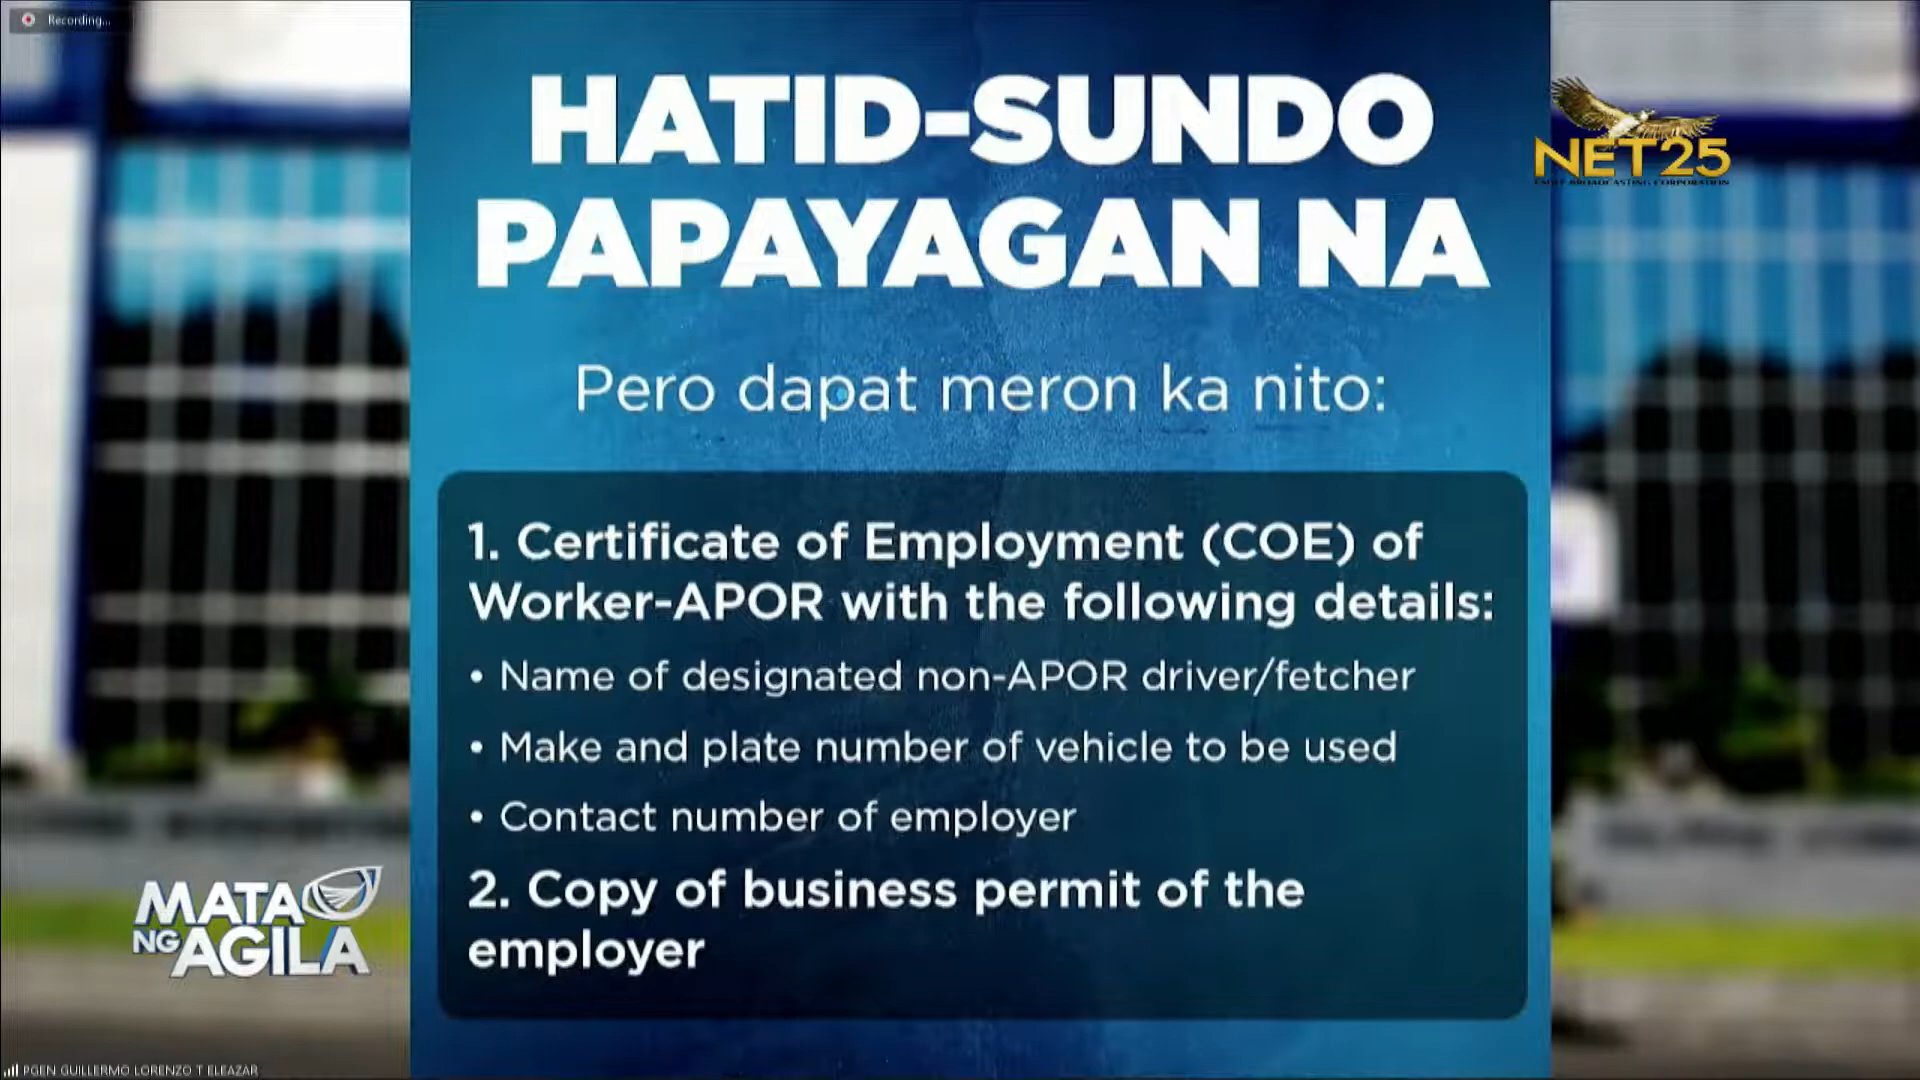 Recording...
HATID-SUNDO
PAPAYAGAN NA
NET25
EAGLE BROADCASTING CORPORATION
Pero dapat meron ka nito:
1. Certificate of Employment (COE) of
Worker-APOR with the following details:
• Name of designated non-APOR driver/fetcher
• Make and plate number of vehicle to be used
• Contact number of employer
2. Copy of business permit of the
employer
MATA
NG AGILA
PGEN GUILLERMO LORENZO T ELEAZAR